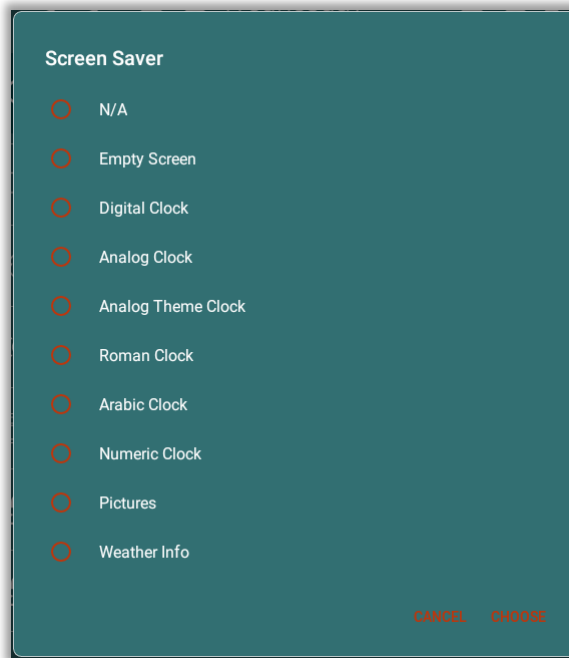 Screen Saver
N/A
Empty Screen
Digital Clock
Analog Clock
Analog Theme Clock
Roman Clock
Arabic Clock
Numeric Clock
Pictures
Weather Info
CANCEL CHOOSE